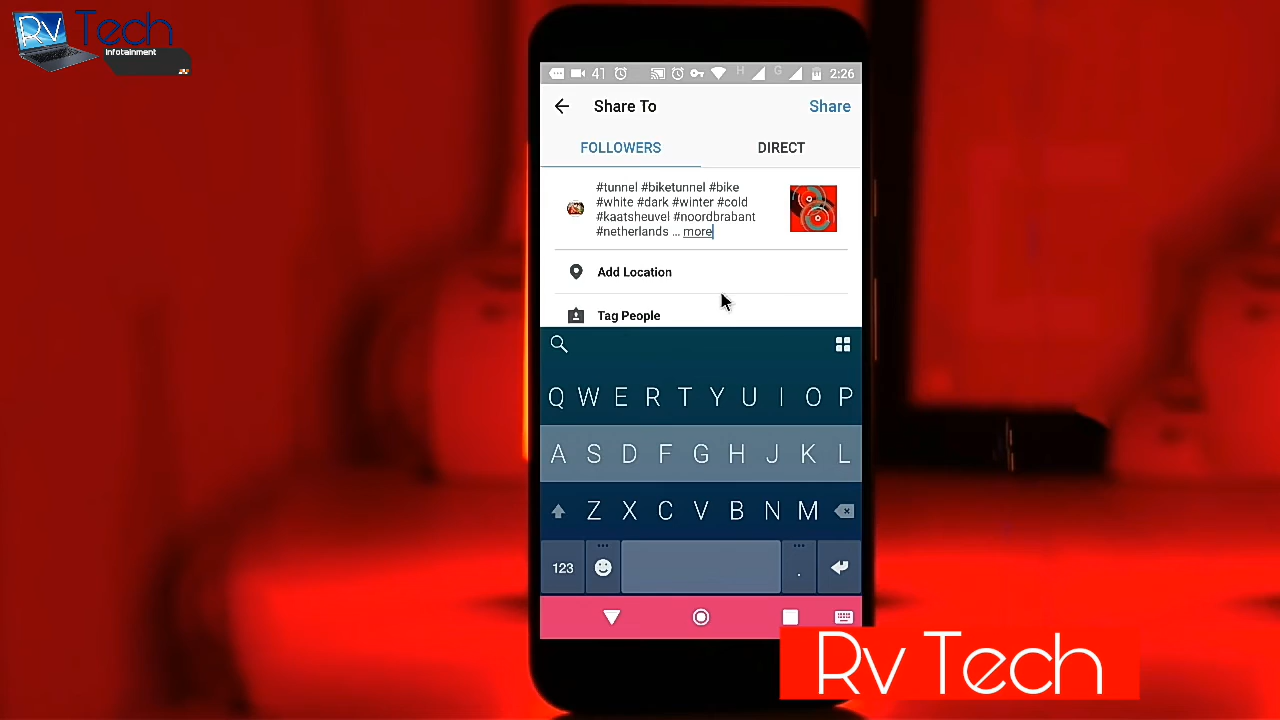 RV Tech
Infotainment
41
H
G
2:26
Share To
Share
FOLLOWERS
DIRECT
#tunnel #biketunnel #bike
#white #dark #winter #cold
#kaatsheuvel #noordbrabant
#netherlands ... more
Add Location
Tag People
Q W E R T Y U I O P
A S D F G H J K L
Z X C V B N M
123
.
Rv Tech